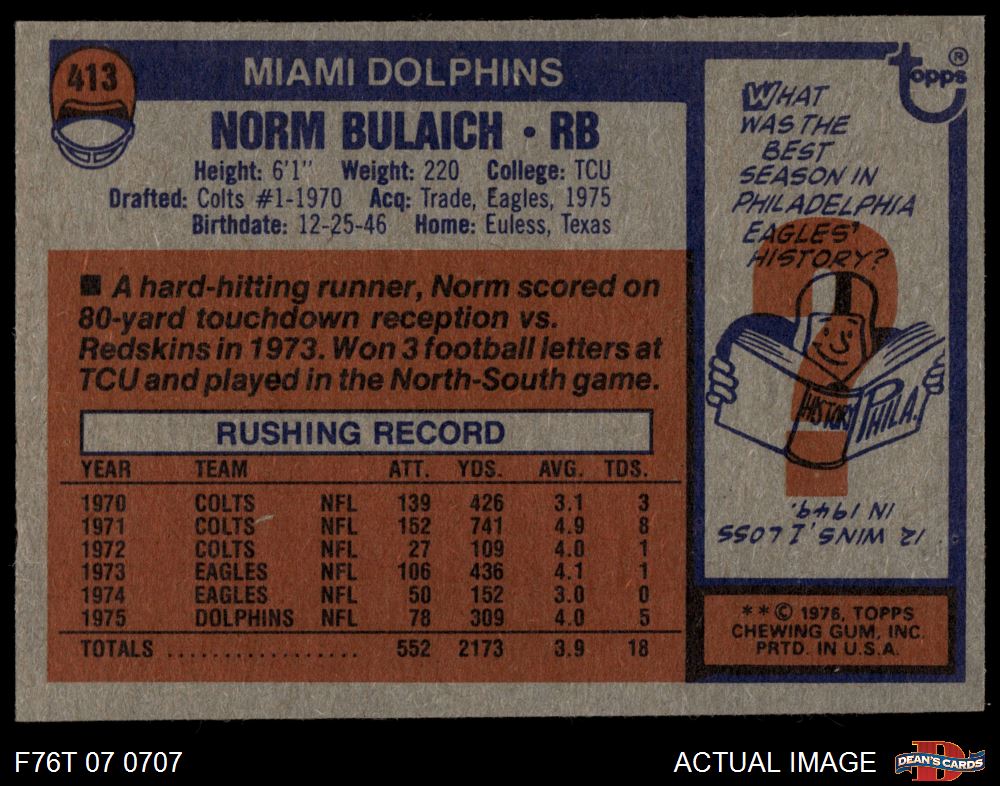 413
MIAMI DOLPHINS
topps®
NORM BULAICH • RB
Height: 6'1" Weight: 220 College: TCU
Drafted: Colts #1-1970 Acq: Trade, Eagles, 1975
Birthdate: 12-25-46 Home: Euless, Texas
■ A hard-hitting runner, Norm scored on
80-yard touchdown reception vs.
Redskins in 1973. Won 3 football letters at
TCU and played in the North-South game.
RUSHING RECORD
YEAR TEAM ATT. YDS. AVG. TDS.
1970 COLTS NFL 139 426 3.1 3
1971 COLTS NFL 152 741 4.9 8
1972 COLTS NFL 27 109 4.0 1
1973 EAGLES NFL 106 436 4.1 1
1974 EAGLES NFL 50 152 3.0 0
1975 DOLPHINS NFL 78 309 4.0 5
TOTALS ................. 552 2173 3.9 18
WHAT
WAS THE
BEST
SEASON IN
PHILADELPHIA
EAGLES'
HISTORY?
?
HISTORY PHILA.
12 WINS, 1 LOSS
IN 1949.
**© 1976, TOPPS
CHEWING GUM, INC.
PRTD. IN U.S.A.
F76T 07 0707
ACTUAL IMAGE
D
DEAN'S CARDS